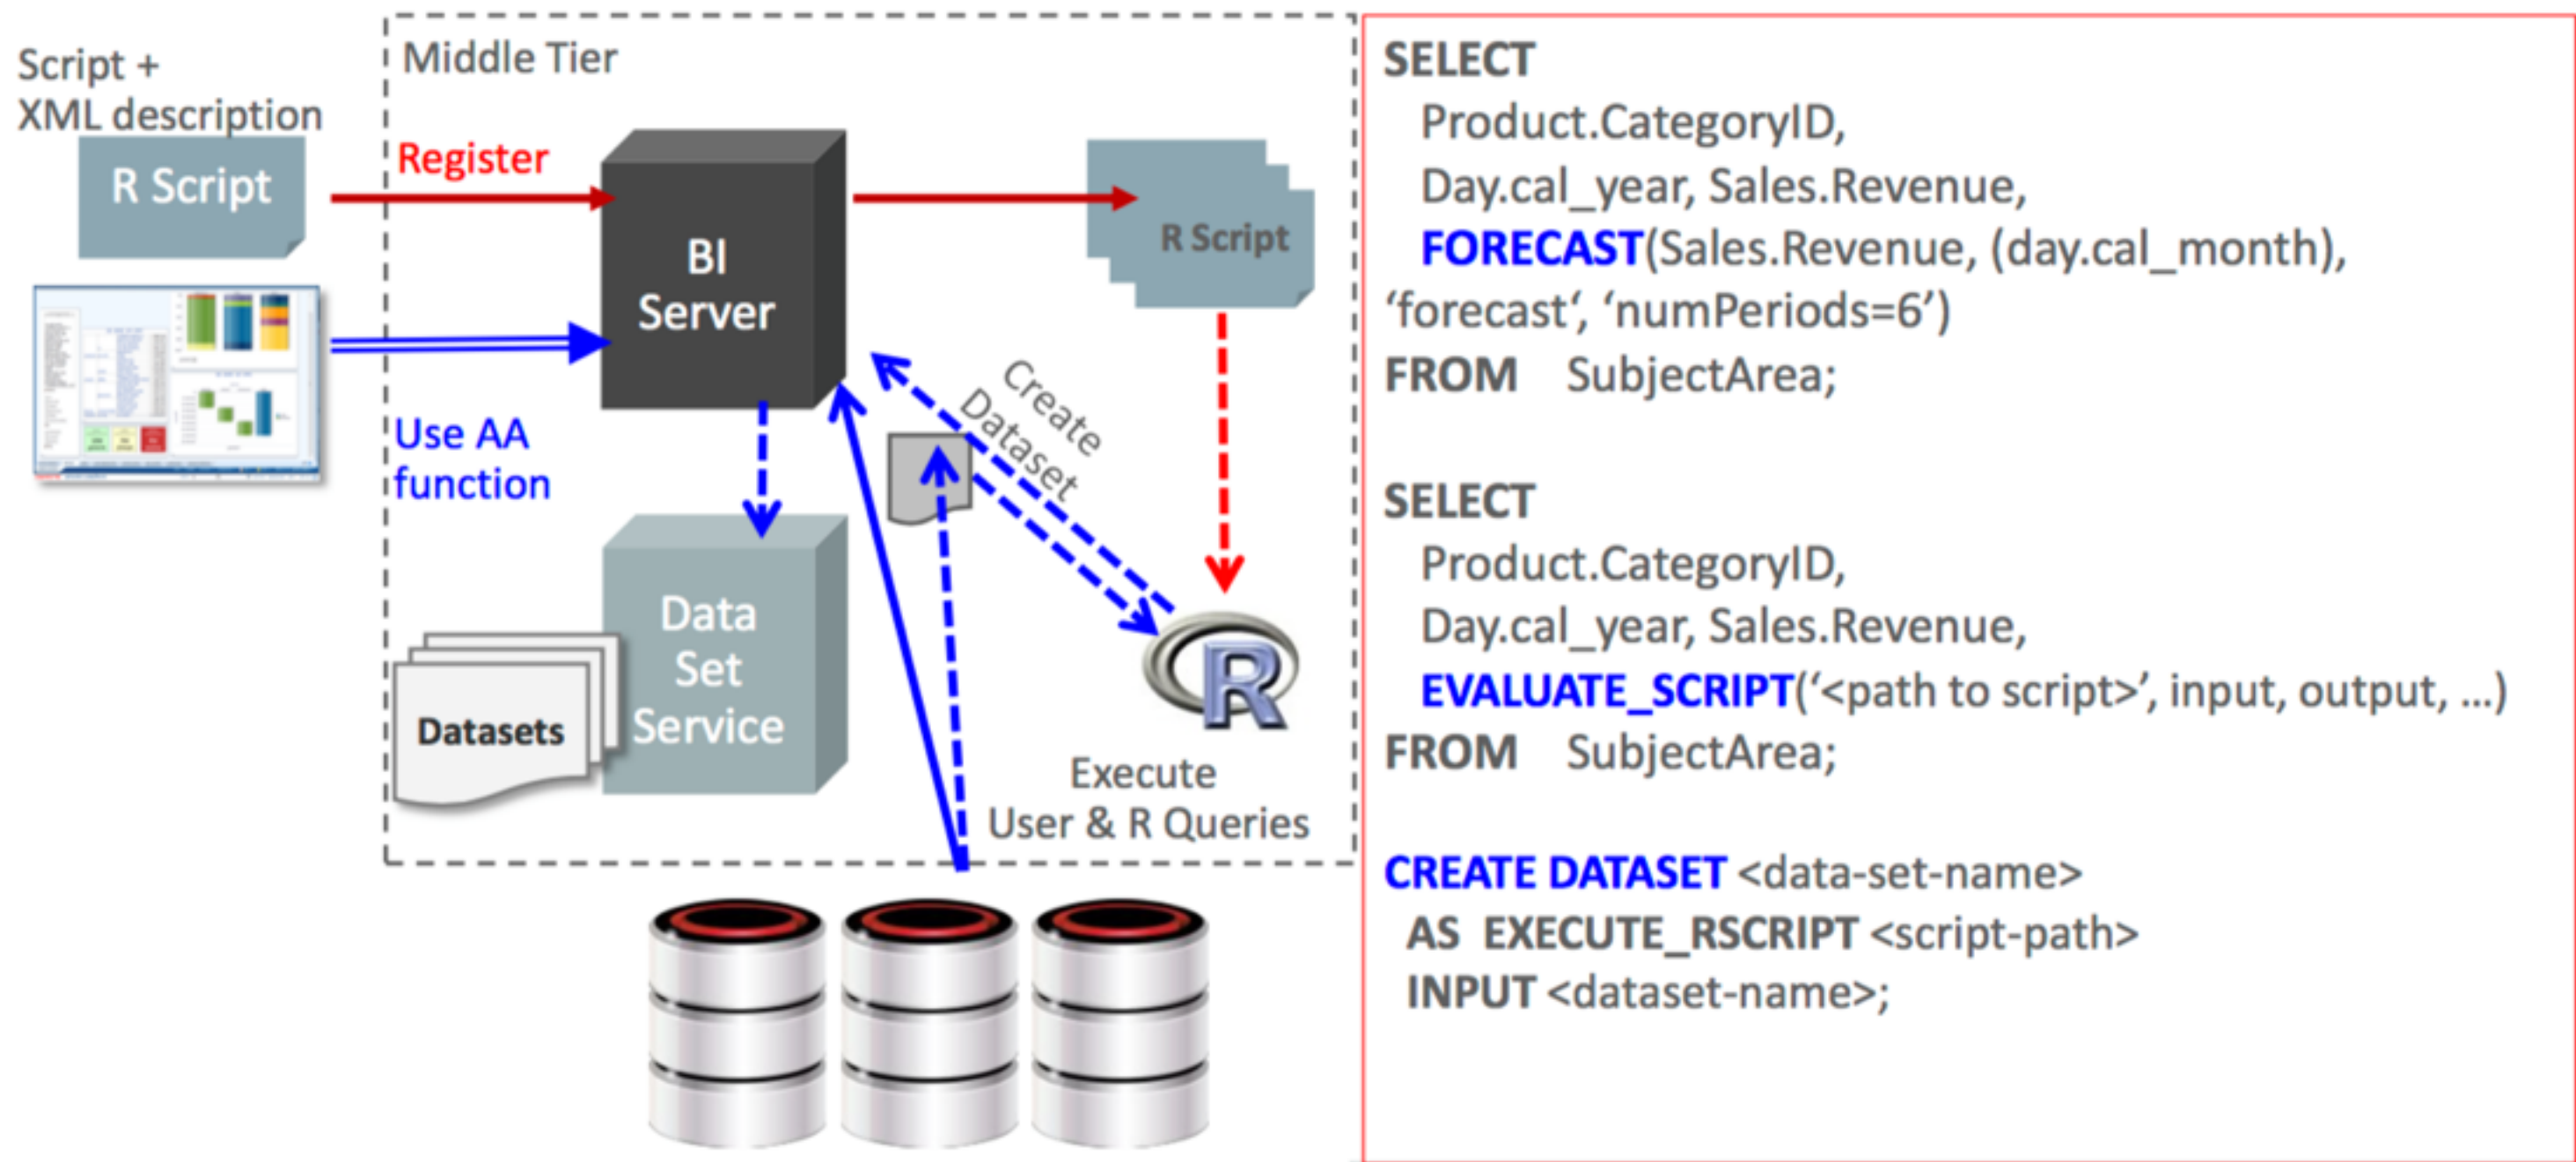 Script +
XML description
R Script
Middle Tier
Register
BI
Server
R Script
Use AA
function
Create
Dataset
Data
Set
Service
Datasets
R
Execute
User & R Queries
SELECT
Product.CategoryID,
Day.cal_year, Sales.Revenue,
FORECAST(Sales.Revenue, (day.cal_month),
‘forecast‘, ‘numPeriods=6’)
FROM SubjectArea;
SELECT
Product.CategoryID,
Day.cal_year, Sales.Revenue,
EVALUATE_SCRIPT(‘<path to script>’, input, output, ...)
FROM SubjectArea;
CREATE DATASET <data-set-name>
AS EXECUTE_RSCRIPT <script-path>
INPUT <dataset-name>;